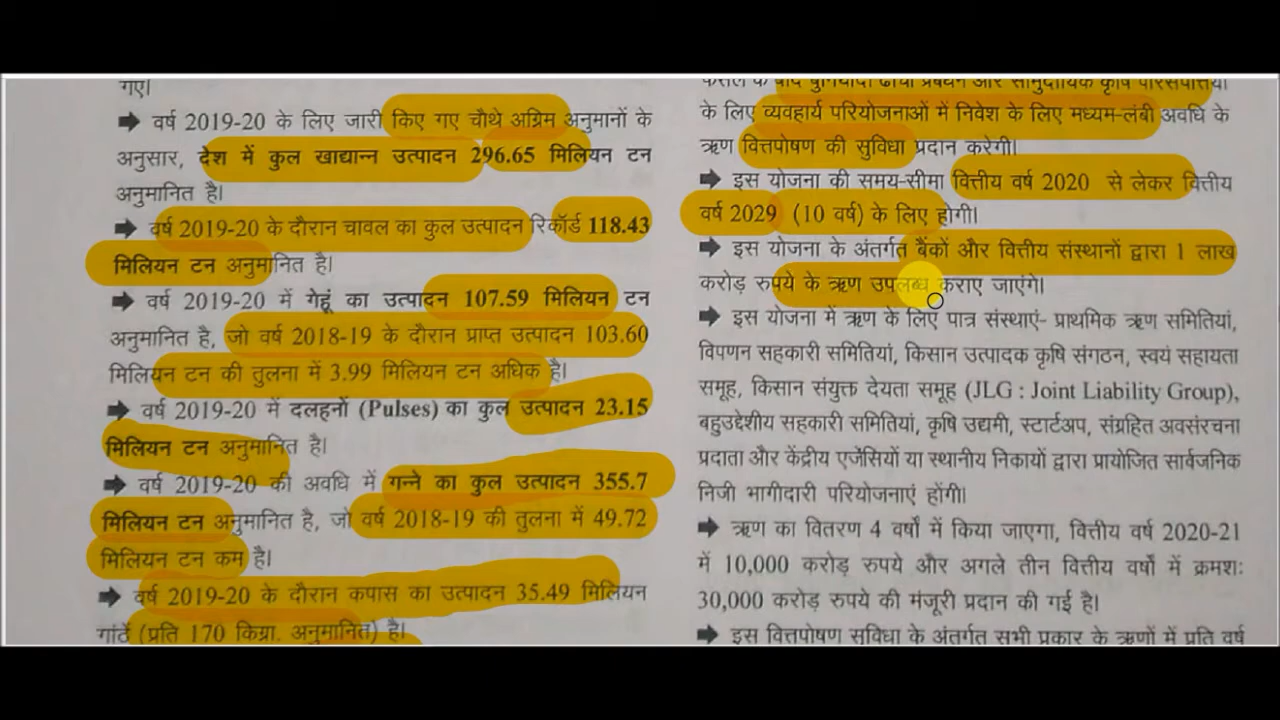 गए।
➡ वर्ष 2019-20 के लिए जारी किए गए चौथे अग्रिम अनुमानों के
अनुसार, देश में कुल खाद्यान्न उत्पादन 296.65 मिलियन टन
अनुमानित है।
➡ वर्ष 2019-20 के दौरान चावल का कुल उत्पादन रिकॉर्ड 118.43
मिलियन टन अनुमानित है।
➡ वर्ष 2019-20 में गेहूं का उत्पादन 107.59 मिलियन टन
अनुमानित है, जो वर्ष 2018-19 के दौरान प्राप्त उत्पादन 103.60
मिलियन टन की तुलना में 3.99 मिलियन टन अधिक है।
➡ वर्ष 2019-20 में दलहनों (Pulses) का कुल उत्पादन 23.15
मिलियन टन अनुमानित है।
➡ वर्ष 2019-20 की अवधि में गन्ने का कुल उत्पादन 355.7
मिलियन टन अनुमानित है, जो वर्ष 2018-19 की तुलना में 49.72
मिलियन टन कम है।
➡ वर्ष 2019-20 के दौरान कपास का उत्पादन 35.49 मिलियन
गांठें (प्रति 170 किग्रा. अनुमानित) है।
के बाद बुनियादी ढांचा प्रबंधन और सामुदायिक कृषि परिसंपत्तियों
के लिए व्यवहार्य परियोजनाओं में निवेश के लिए मध्यम-लंबी अवधि के
ऋण वित्तपोषण की सुविधा प्रदान करेगी।
➡ इस योजना की समय-सीमा वित्तीय वर्ष 2020 से लेकर वित्तीय
वर्ष 2029 (10 वर्ष) के लिए होगी।
➡ इस योजना के अंतर्गत बैंकों और वित्तीय संस्थानों द्वारा 1 लाख
करोड़ रुपये के ऋण उपलब्ध कराए जाएंगे।
➡ इस योजना में ऋण के लिए पात्र संस्थाएं- प्राथमिक ऋण समितियां,
विपणन सहकारी समितियां, किसान उत्पादक कृषि संगठन, स्वयं सहायता
समूह, किसान संयुक्त देयता समूह (JLG : Joint Liability Group),
बहुउद्देशीय सहकारी समितियां, कृषि उद्यमी, स्टार्टअप, संग्रहित अवसंरचना
प्रदाता और केंद्रीय एजेंसियों या स्थानीय निकायों द्वारा प्रायोजित सार्वजनिक
निजी भागीदारी परियोजनाएं होंगी।
➡ ऋण का वितरण 4 वर्षों में किया जाएगा, वित्तीय वर्ष 2020-21
में 10,000 करोड़ रुपये और अगले तीन वित्तीय वर्षों में क्रमशः
30,000 करोड़ रुपये की मंजूरी प्रदान की गई है।
➡ इस वित्तपोषण सुविधा के अंतर्गत सभी प्रकार के ऋणों में प्रति वर्ष